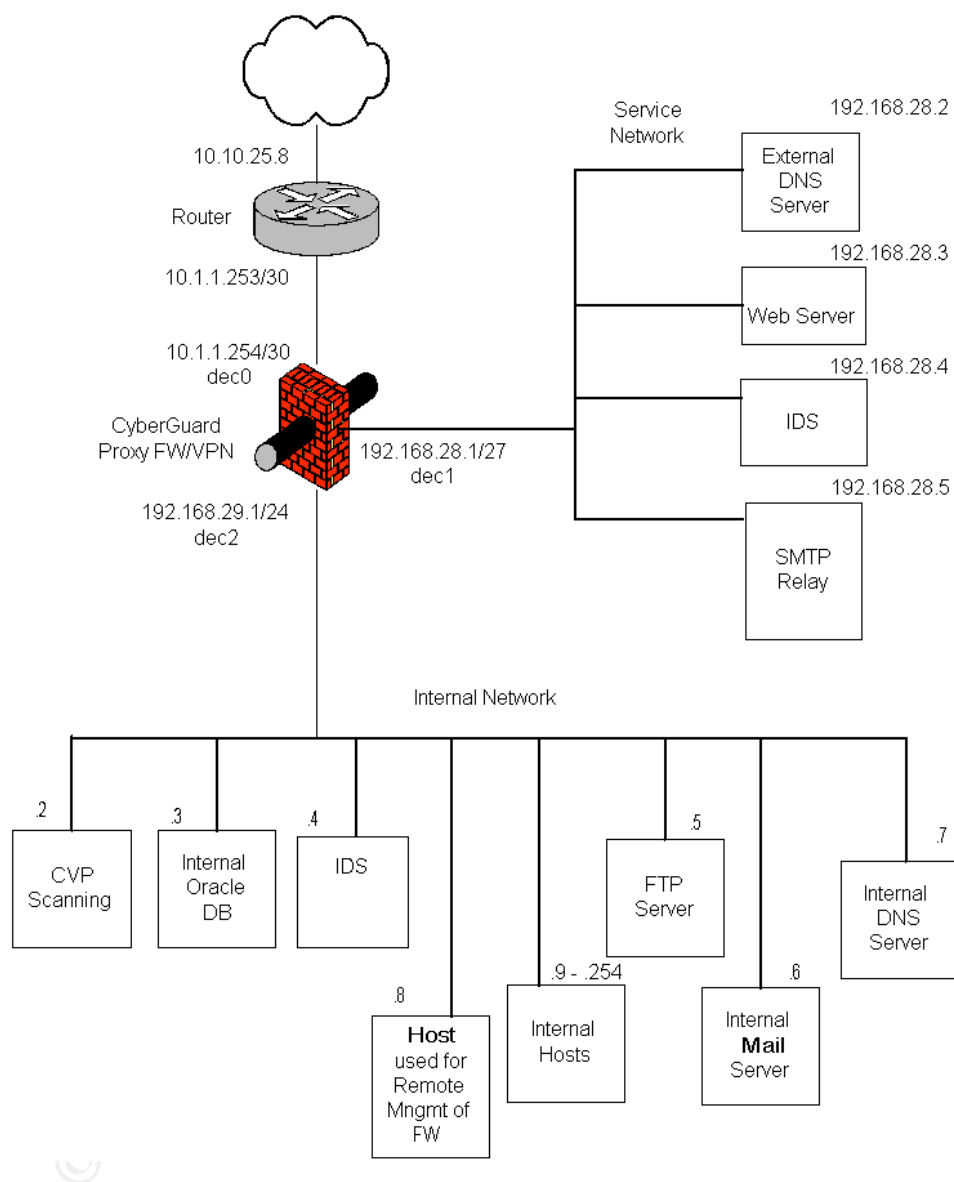 10.10.25.8
Router
10.1.1.253/30
10.1.1.254/30
dec0
CyberGuard
Proxy FW/VPN
192.168.28.1/27
dec1
192.168.29.1/24
dec2
Service
Network
192.168.28.2
External
DNS
Server
192.168.28.3
Web Server
192.168.28.4
IDS
192.168.28.5
SMTP
Relay
Internal Network
.2
CVP
Scanning
.3
Internal
Oracle
DB
.4
IDS
.8
Host
used for
Remote
Mngmt of
FW
.9 - .254
Internal
Hosts
.5
FTP
Server
.6
Internal
Mail
Server
.7
Internal
DNS
Server